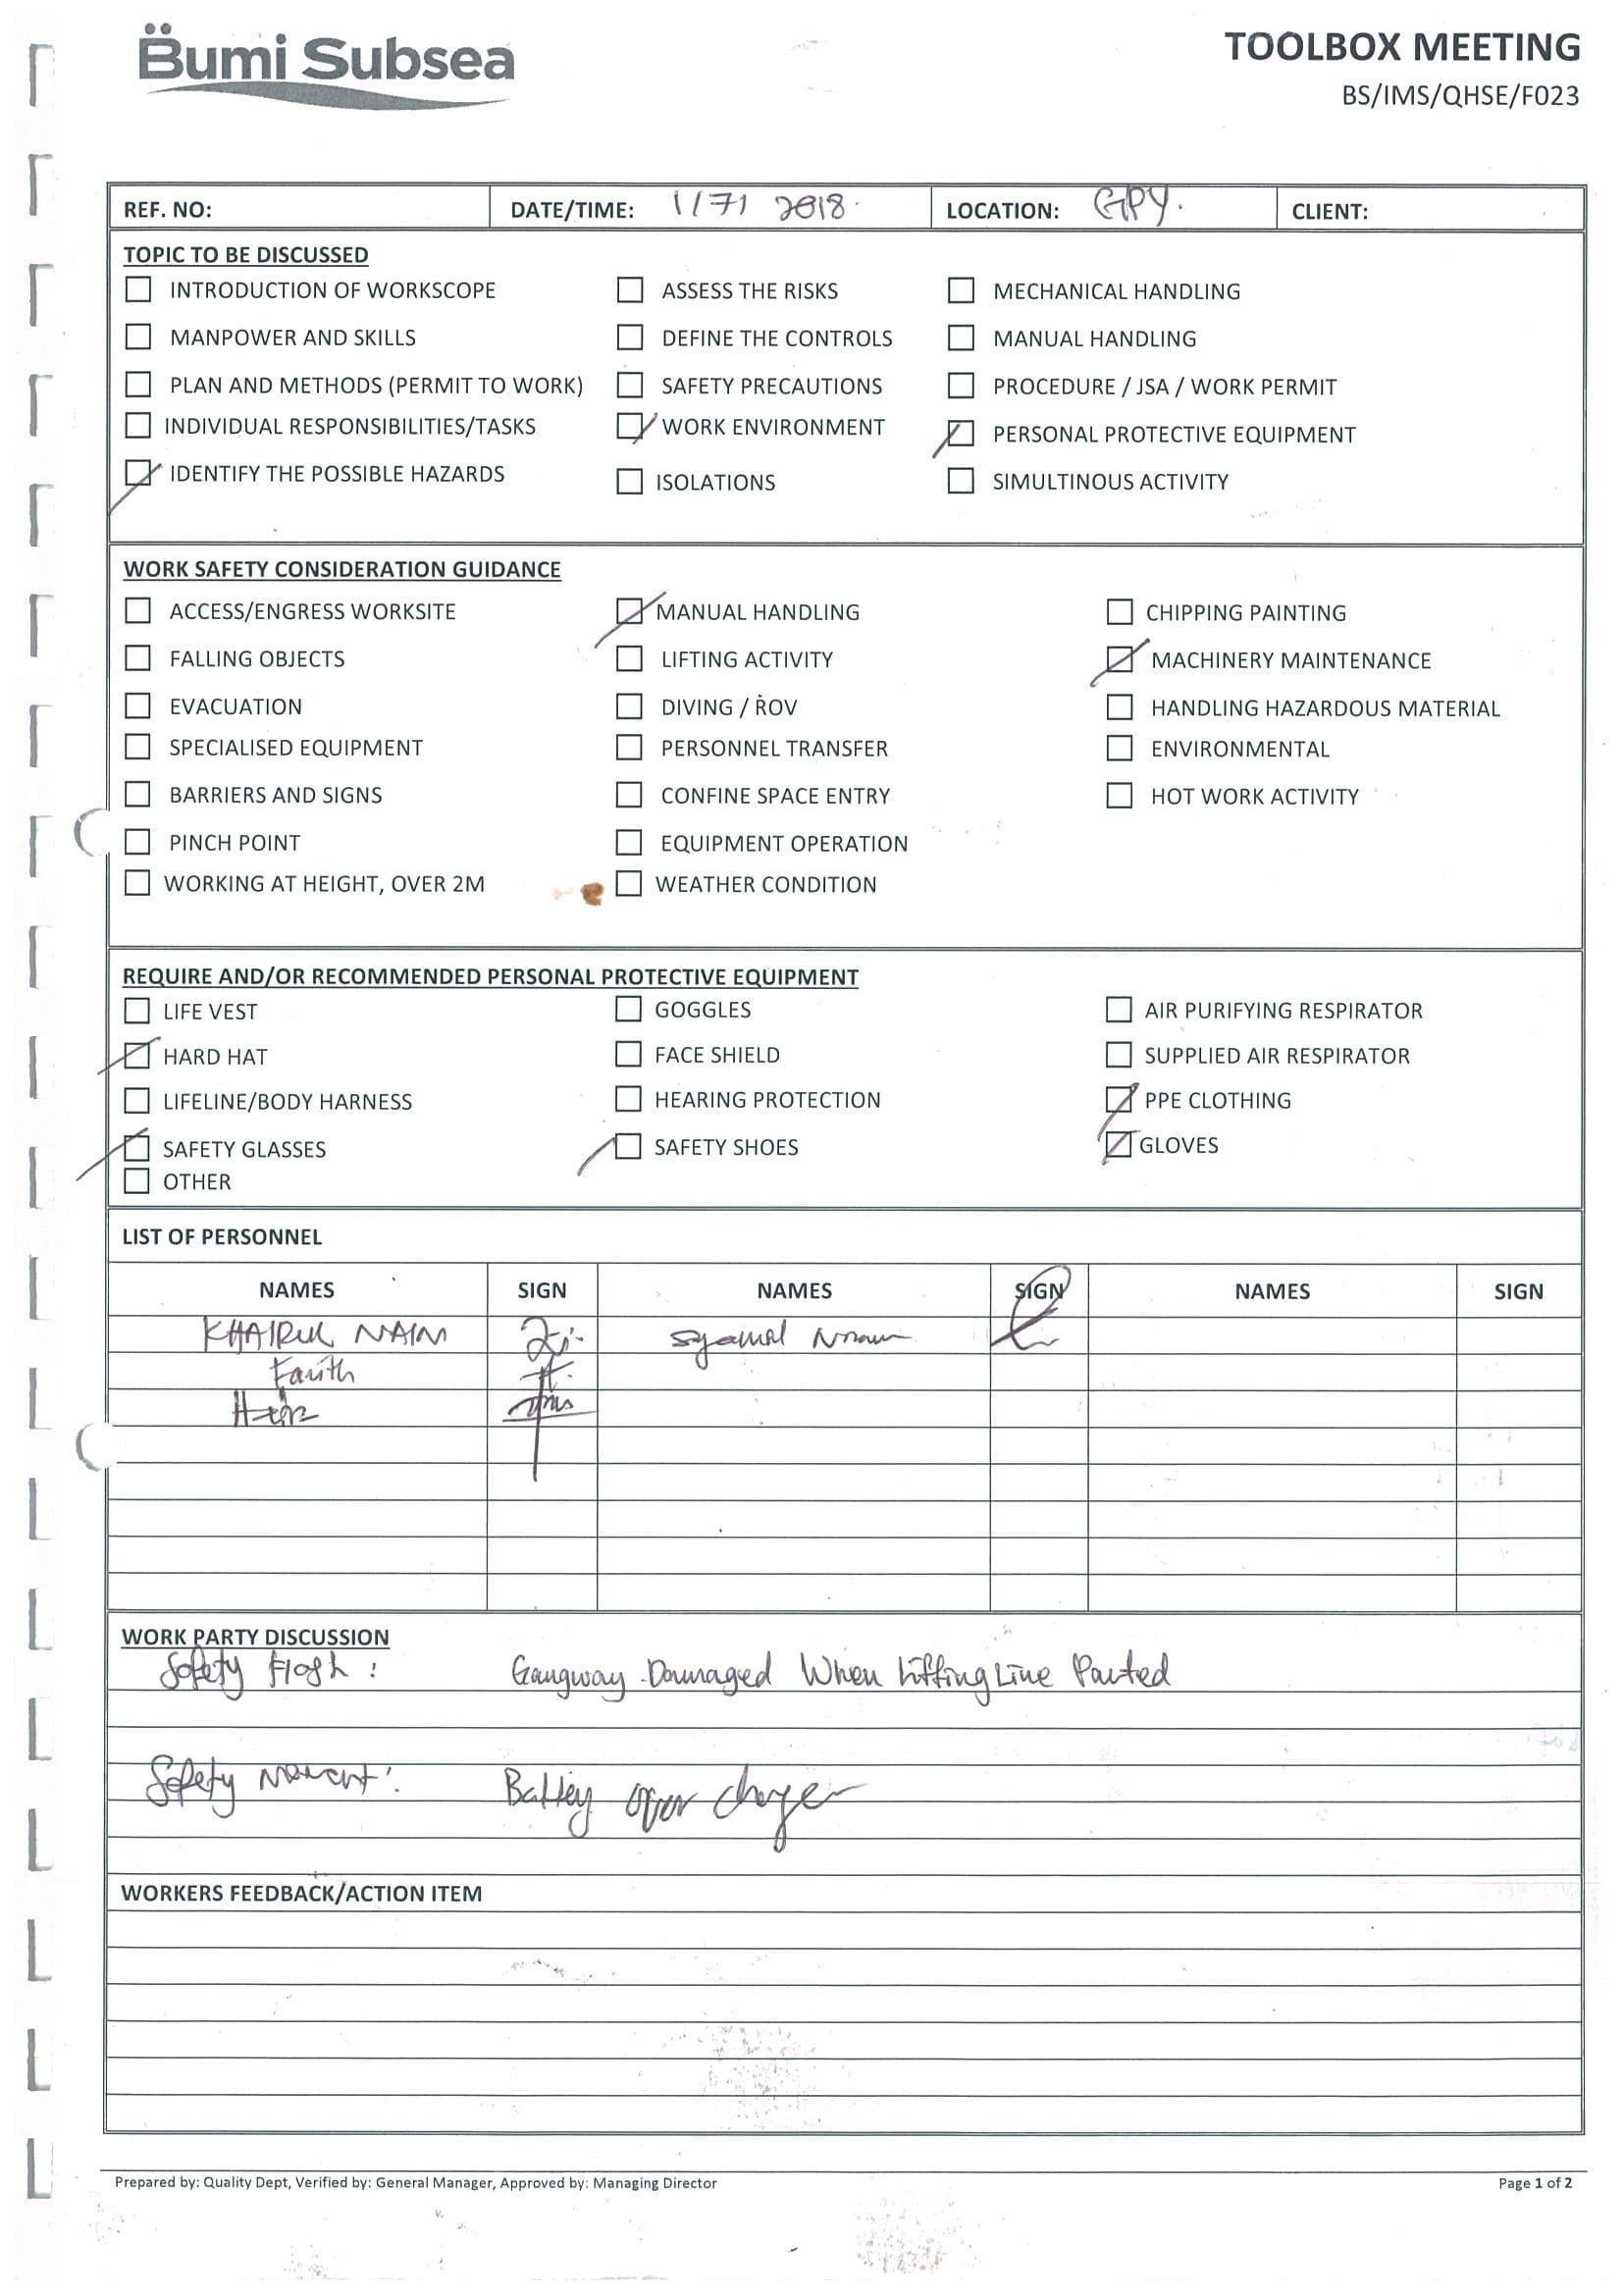 Bumi Subsea
TOOLBOX MEETING
BS/IMS/QHSE/F023
REF. NO: DATE/TIME: 1/7/ 2018. LOCATION: GPY. CLIENT:
TOPIC TO BE DISCUSSED
INTRODUCTION OF WORKSCOPE ASSESS THE RISKS MECHANICAL HANDLING
MANPOWER AND SKILLS DEFINE THE CONTROLS MANUAL HANDLING
PLAN AND METHODS (PERMIT TO WORK) SAFETY PRECAUTIONS PROCEDURE / JSA / WORK PERMIT
INDIVIDUAL RESPONSIBILITIES/TASKS WORK ENVIRONMENT PERSONAL PROTECTIVE EQUIPMENT
IDENTIFY THE POSSIBLE HAZARDS ISOLATIONS SIMULTINOUS ACTIVITY
WORK SAFETY CONSIDERATION GUIDANCE
ACCESS/ENGRESS WORKSITE MANUAL HANDLING CHIPPING PAINTING
FALLING OBJECTS LIFTING ACTIVITY MACHINERY MAINTENANCE
EVACUATION DIVING / ROV HANDLING HAZARDOUS MATERIAL
SPECIALISED EQUIPMENT PERSONNEL TRANSFER ENVIRONMENTAL
BARRIERS AND SIGNS CONFINE SPACE ENTRY HOT WORK ACTIVITY
PINCH POINT EQUIPMENT OPERATION
WORKING AT HEIGHT, OVER 2M WEATHER CONDITION
REQUIRE AND/OR RECOMMENDED PERSONAL PROTECTIVE EQUIPMENT
LIFE VEST GOGGLES AIR PURIFYING RESPIRATOR
HARD HAT FACE SHIELD SUPPLIED AIR RESPIRATOR
LIFELINE/BODY HARNESS HEARING PROTECTION PPE CLOTHING
SAFETY GLASSES SAFETY SHOES GLOVES
OTHER
LIST OF PERSONNEL
NAMES SIGN NAMES SIGN NAMES SIGN
KHAIRUL NAIM
Farith
WORK PARTY DISCUSSION
Safety Flash : Gangway Damaged When Lifting Line Parted
Safety Moment : Battery over charger
WORKERS FEEDBACK/ACTION ITEM
Prepared by: Quality Dept, Verified by: General Manager, Approved by: Managing Director Page 1 of 2